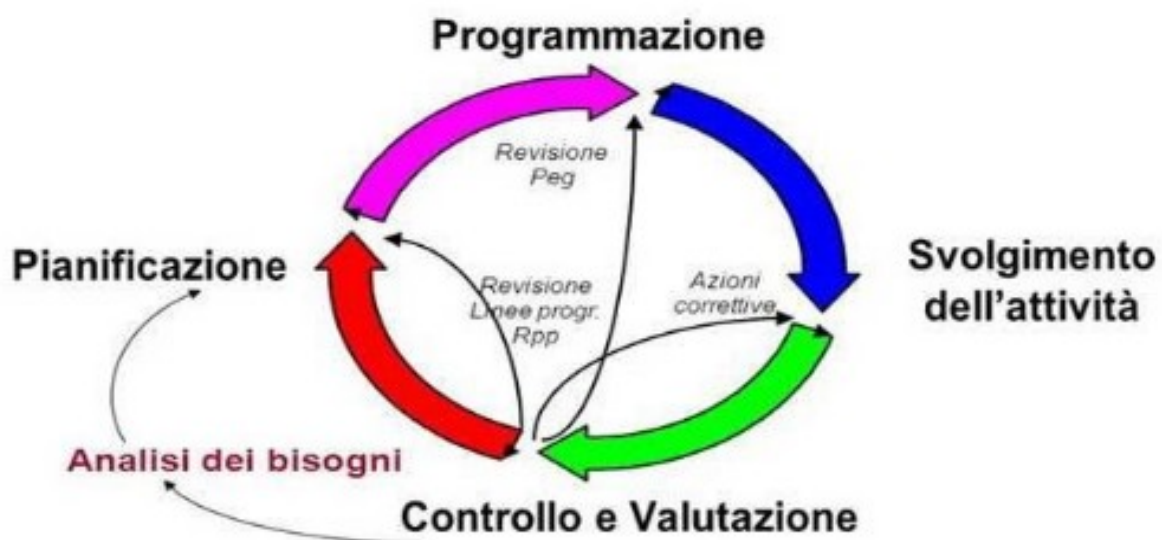 Programmazione
Revisione
Peg
Pianificazione
Revisione
Linee progr.
Rpp
Azioni
correttive
Svolgimento
dell'attività
Analisi dei bisogni
Controllo e Valutazione